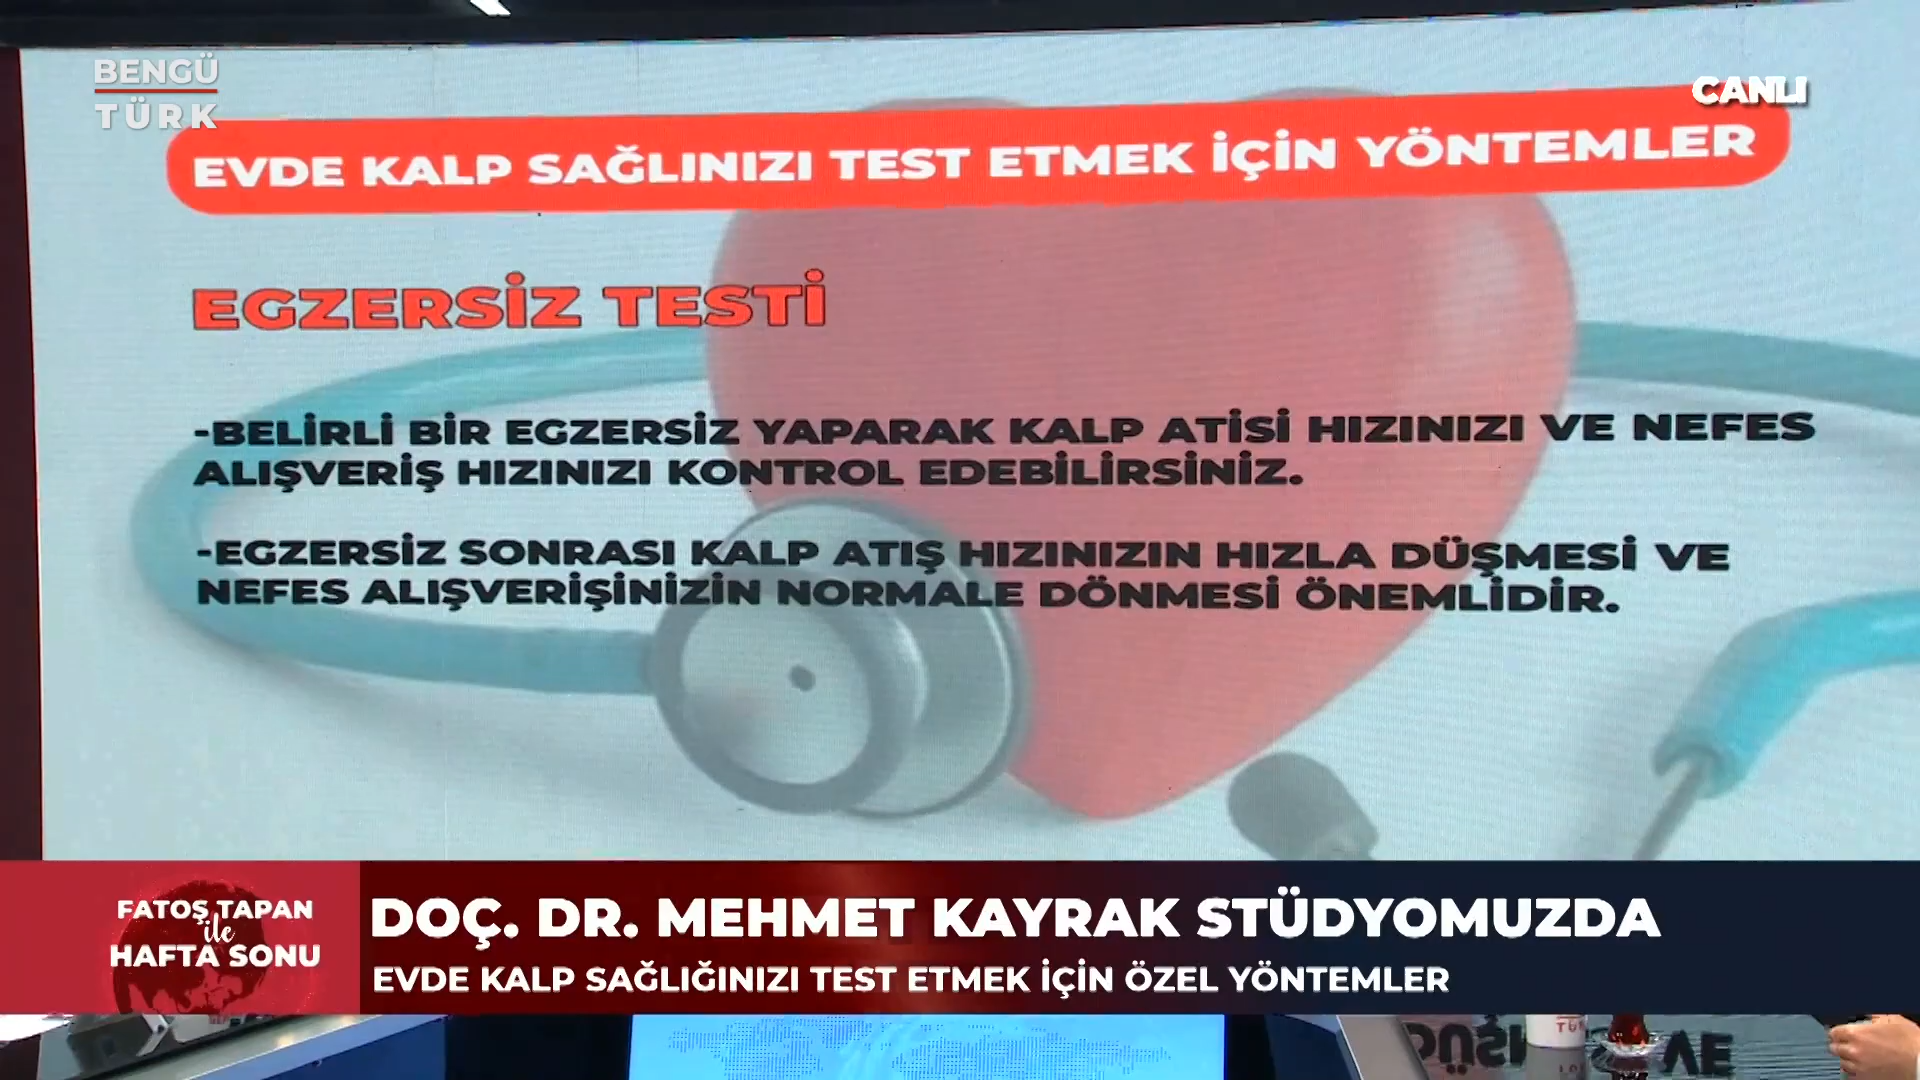 BENGÜ
TÜRK
CANLI
EVDE KALP SAĞLINIZI TEST ETMEK İÇİN YÖNTEMLER
EGZERSİZ TESTİ
-BELİRLİ BİR EGZERSİZ YAPARAK KALP ATİSİ HIZINIZI VE NEFES
ALIŞVERİŞ HIZINIZI KONTROL EDEBİLİRSİNİZ.
-EGZERSİZ SONRASI KALP ATIŞ HIZINIZIN HIZLA DÜŞMESİ VE
NEFES ALIŞVERİŞİNİZİN NORMALE DÖNMESİ ÖNEMLİDİR.
FATOŞ TAPAN
ile
HAFTA SONU
DOÇ. DR. MEHMET KAYRAK STÜDYOMUZDA
EVDE KALP SAĞLIĞINIZI TEST ETMEK İÇİN ÖZEL YÖNTEMLER